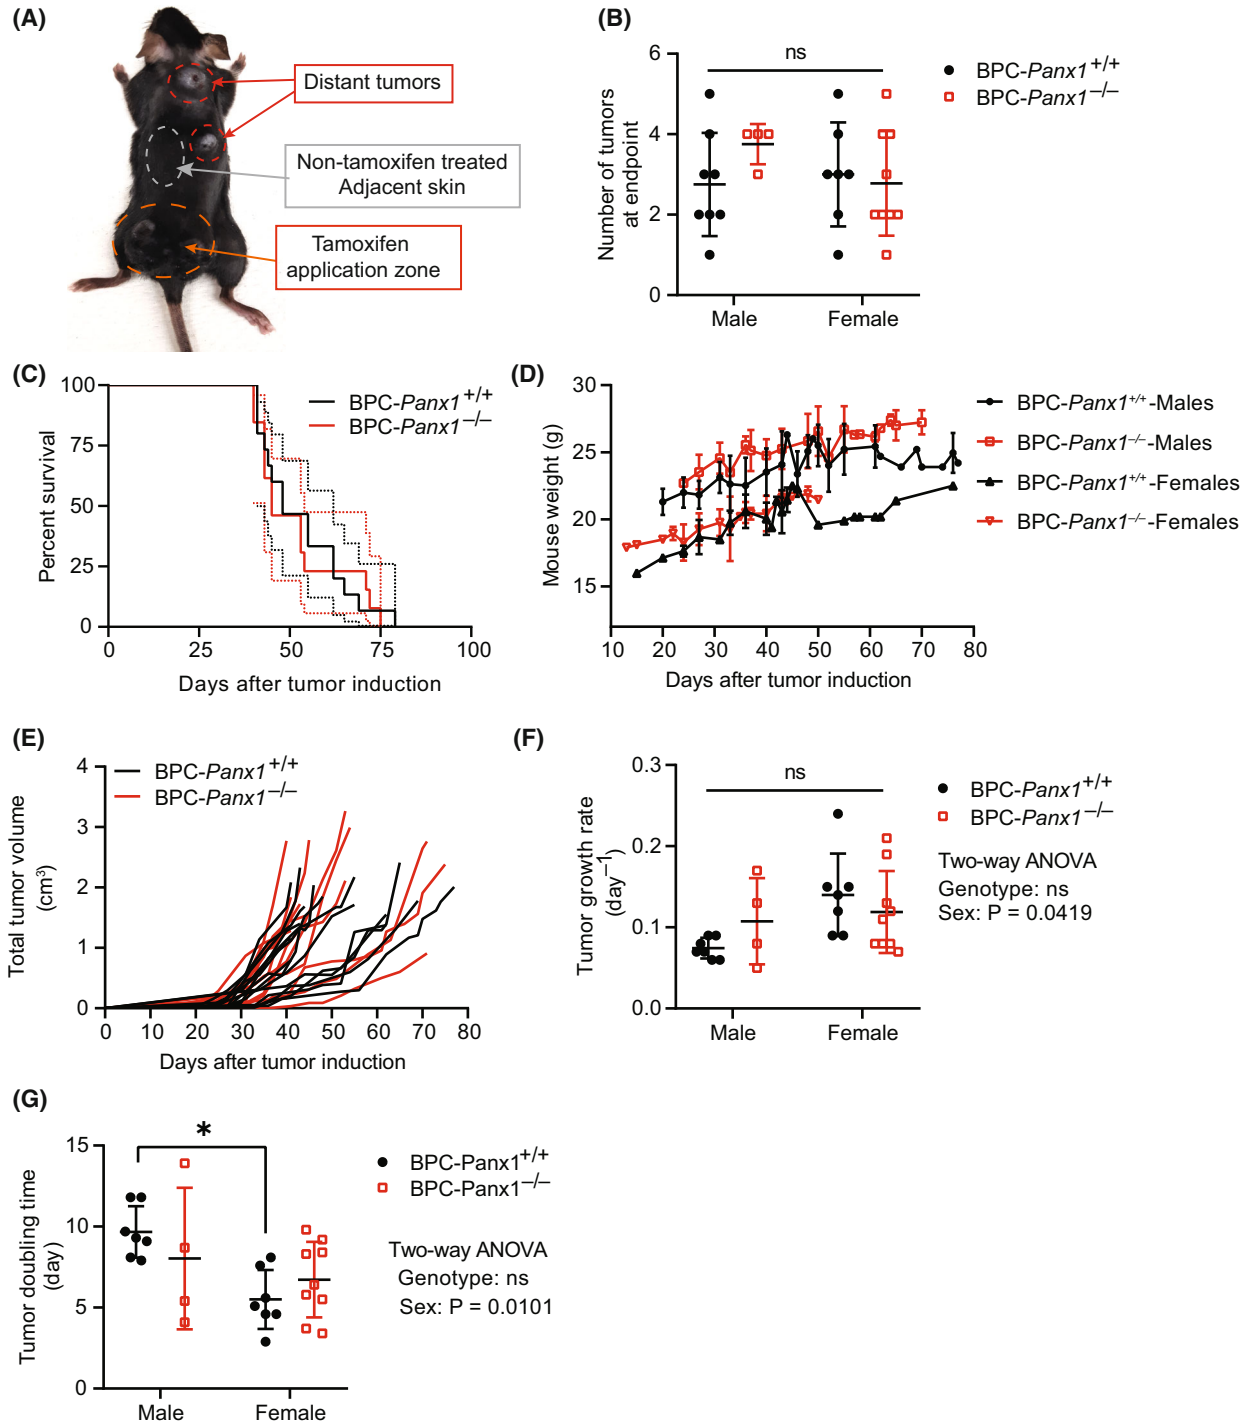 (A)
Distant tumors
Non-tamoxifen treated
Adjacent skin
Tamoxifen
application zone
(B)
Number of tumors
at endpoint
6
4
2
0
ns
Male
Female
BPC-Panx1+/+
BPC-Panx1−/−
(C)
Percent survival
100
75
50
25
0
BPC-Panx1+/+
BPC-Panx1−/−
0
25
50
75
100
Days after tumor induction
(D)
Mouse weight (g)
30
25
20
15
10
20
30
40
50
60
70
80
Days after tumor induction
BPC-Panx1+/+-Males
BPC-Panx1−/−-Males
BPC-Panx1+/+-Females
BPC-Panx1−/−-Females
(E)
Total tumor volume
(cm3)
4
3
2
1
0
BPC-Panx1+/+
BPC-Panx1−/−
0
10
20
30
40
50
60
70
80
Days after tumor induction
(F)
Tumor growth rate
(day−1)
0.3
0.2
0.1
0.0
ns
Male
Female
BPC-Panx1+/+
BPC-Panx1−/−
Two-way ANOVA
Genotype: ns
Sex: P = 0.0419
(G)
Tumor doubling time
(day)
15
10
5
0
*
Male
Female
BPC-Panx1+/+
BPC-Panx1−/−
Two-way ANOVA
Genotype: ns
Sex: P = 0.0101